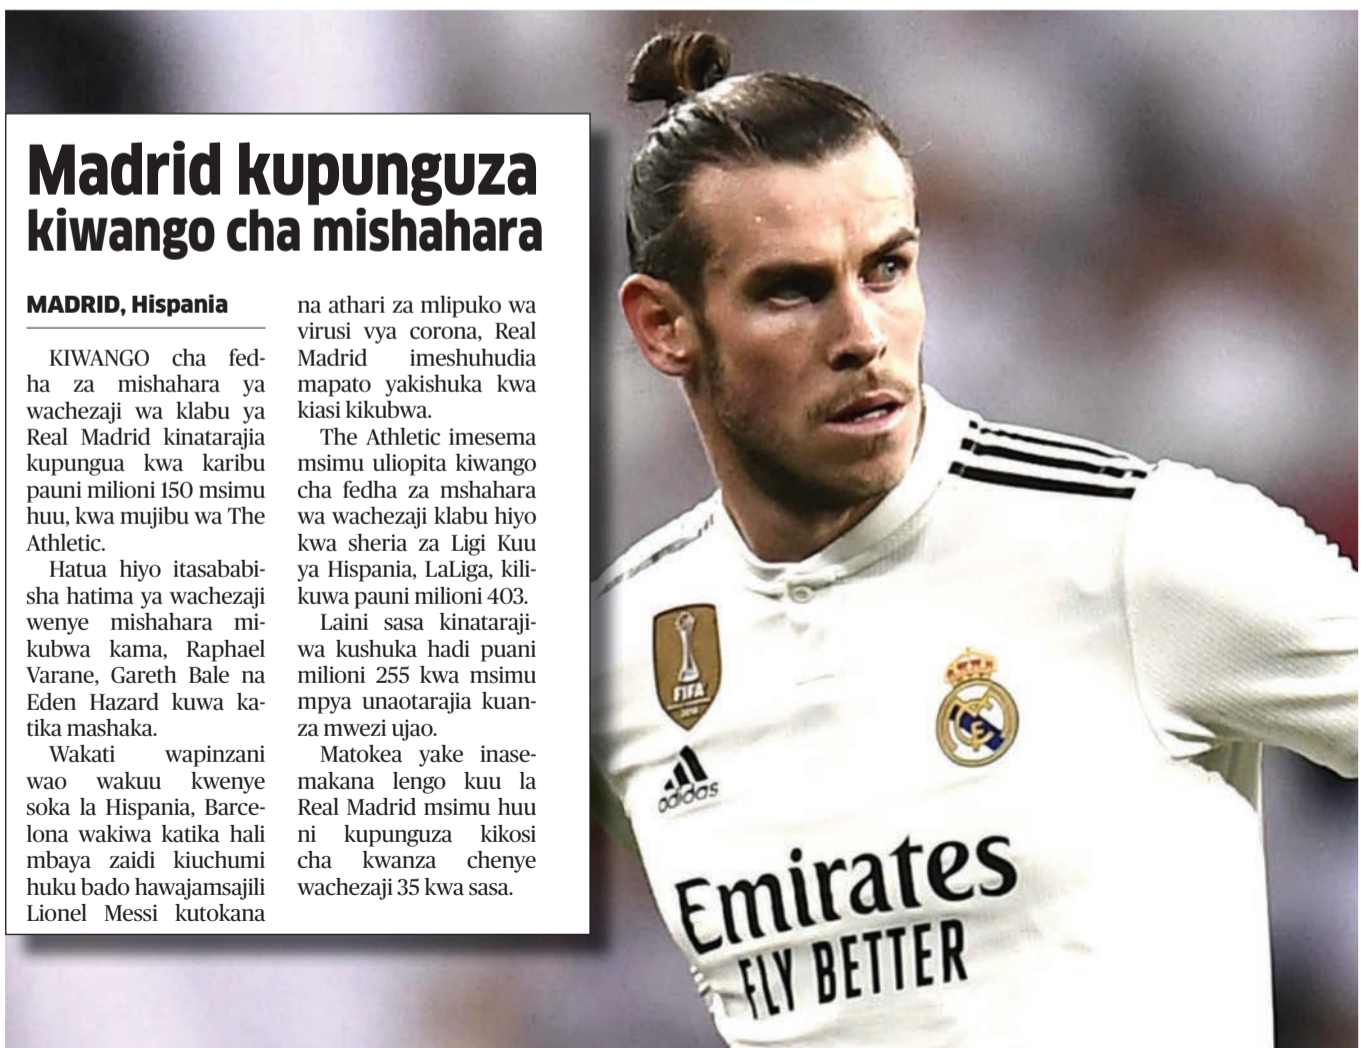 Madrid kupunguza
kiwango cha mishahara
MADRID, Hispania
KIWANGO cha fed-
ha za mishahara ya
wachezaji wa klabu ya
Real Madrid kinatarajia
kupungua kwa karibu
pauni milioni 150 msimu
huu, kwa mujibu wa The
Athletic.
Hatua hiyo itasababi-
sha hatima ya wachezaji
wenye mishahara mi-
kubwa kama, Raphael
Varane, Gareth Bale na
Eden Hazard kuwa ka-
tika mashaka.
Wakati wapinzani
wao wakuu kwenye
soka la Hispania, Barce-
lona wakiwa katika hali
mbaya zaidi kiuchumi
huku bado hawajamsajili
Lionel Messi kutokana
na athari za mlipuko wa
virusi vya corona, Real
Madrid imeshuhudia
mapato yakishuka kwa
kiasi kikubwa.
The Athletic imesema
msimu uliopita kiwango
cha fedha za mshahara
wa wachezaji klabu hiyo
kwa sheria za Ligi Kuu
ya Hispania, LaLiga, kili-
kuwa pauni milioni 403.
Laini sasa kinataraji-
wa kushuka hadi puani
milioni 255 kwa msimu
mpya unaotarajia kuan-
za mwezi ujao.
Matokea yake inase-
makana lengo kuu la
Real Madrid msimu huu
ni kupunguza kikosi
cha kwanza chenye
wachezaji 35 kwa sasa.
FIFA
adidas
Emirates
FLY BETTER